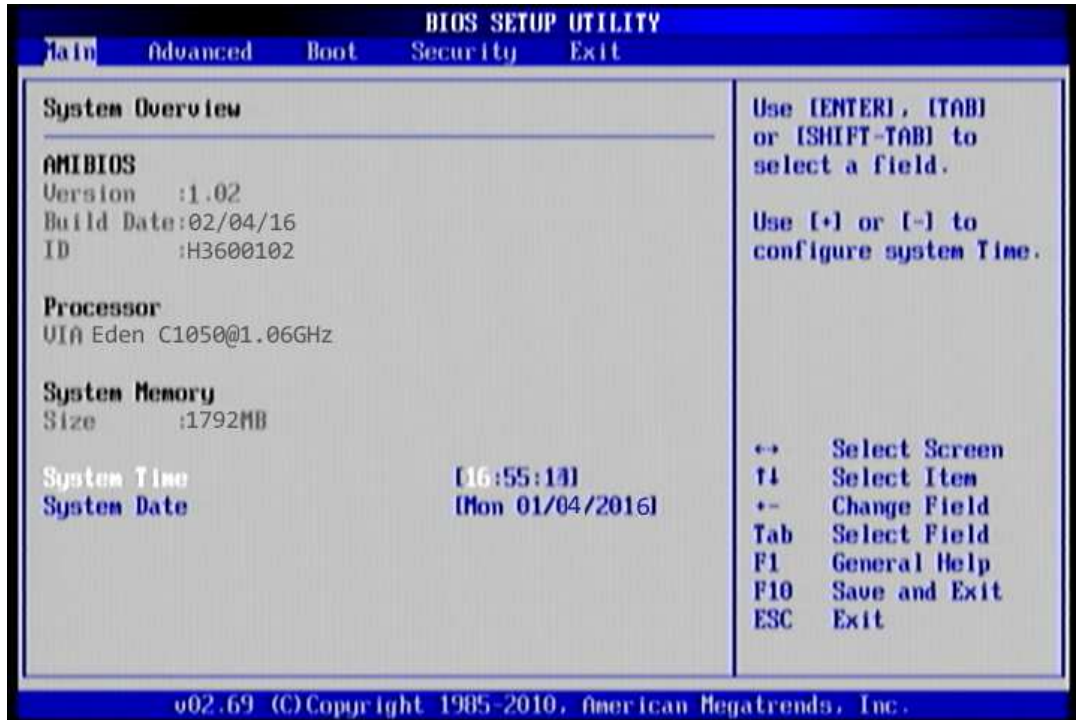 BIOS SETUP UTILITY
Main Advanced Boot Security Exit
System Overview
AMIBIOS
Version :1.02
Build Date:02/04/16
ID :H3600102
Processor
VIA Eden C1050@1.06GHz
System Memory
Size :1792MB
System Time [16:55:
System Date [Mon 01/04/2016]
Use [ENTER], [TAB]
or [SHIFT-TAB] to
select a field.
Use [+] or [-] to
configure system Time.
↔ Select Screen
↑↓ Select Item
+- Change Field
Tab Select Field
F1 General Help
F10 Save and Exit
ESC Exit
v02.69 (C)Copyright 1985-2010, American Megatrends, Inc.